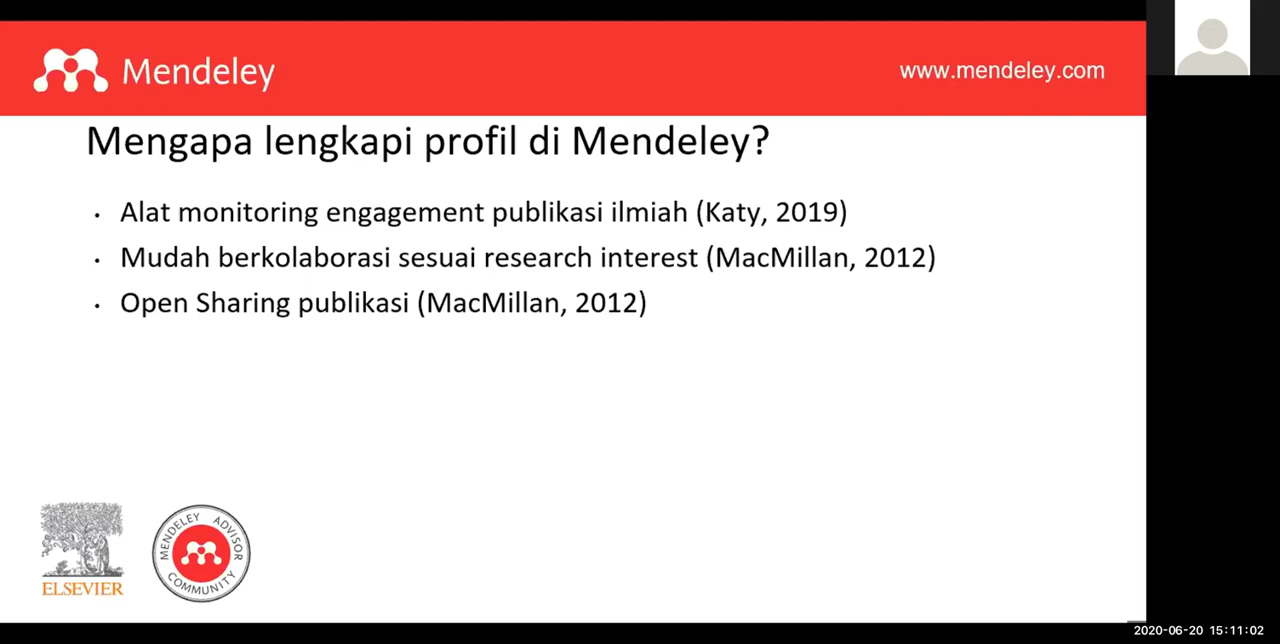 Mendeley
www.mendeley.com
Mengapa lengkapi profil di Mendeley?
• Alat monitoring engagement publikasi ilmiah (Katy, 2019)
• Mudah berkolaborasi sesuai research interest (MacMillan, 2012)
• Open Sharing publikasi (MacMillan, 2012)
ELSEVIER
MENDELEY ADVISOR
COMMUNITY
2020-06-20 15:11:02